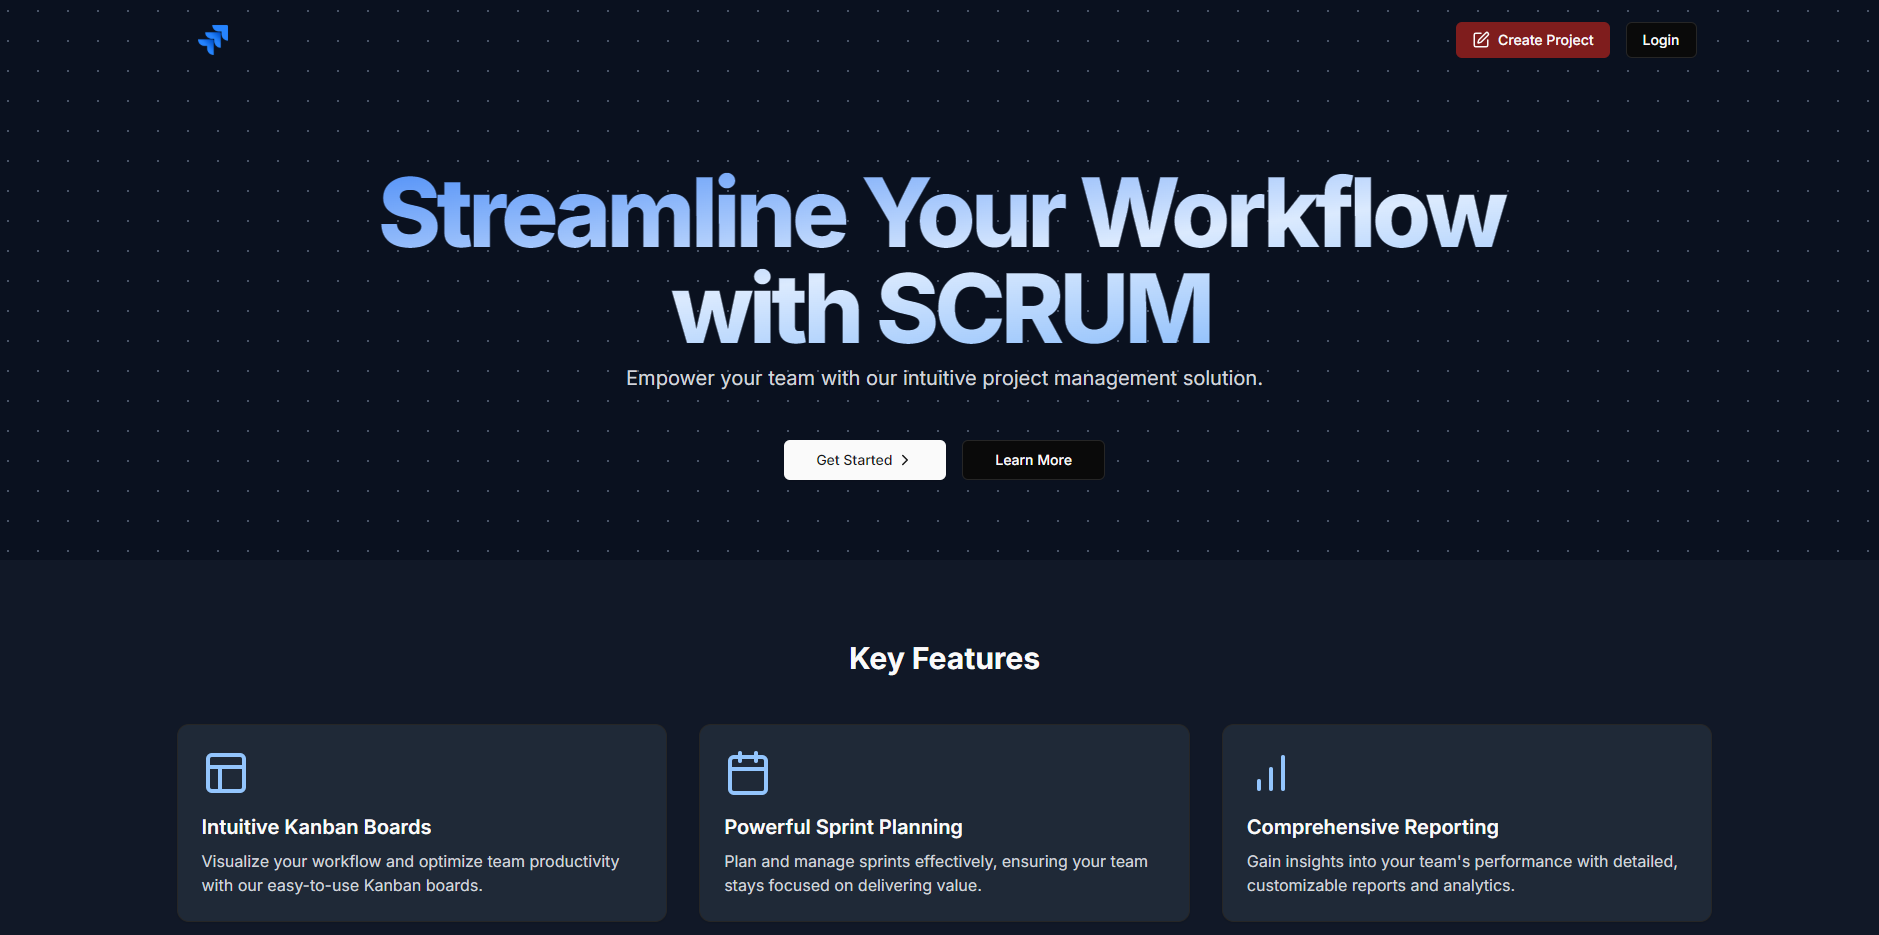 Create Project
Login
Streamline Your Workflow
with SCRUM
Empower your team with our intuitive project management solution.
Get Started
Learn More
Key Features
Intuitive Kanban Boards
Visualize your workflow and optimize team productivity
with our easy-to-use Kanban boards.
Powerful Sprint Planning
Plan and manage sprints effectively, ensuring your team
stays focused on delivering value.
Comprehensive Reporting
Gain insights into your team's performance with detailed,
customizable reports and analytics.